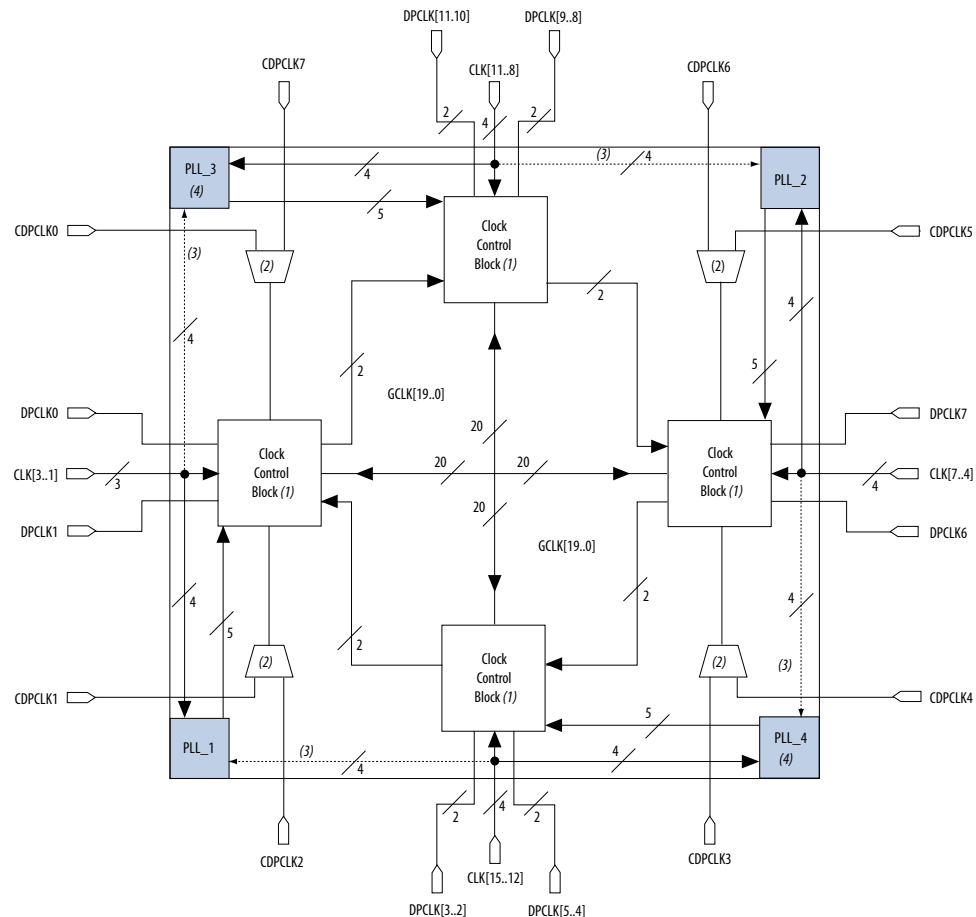 DPCLK[11.10]
DPCLK[9..8]
CDPCLK7
CLK[11..8]
CDPCLK6
2
4
2
PLL_3
(4)
4
(3)
4
PLL_2
5
Clock
Control
Block (1)
CDPCLK0
(3)
(2)
(2)
CDPCLK5
2
4
4
5
2
GCLK[19..0]
DPCLK0
20
DPCLK7
Clock
Control
Block (1)
20
20
Clock
Control
Block (1)
CLK[3..1]
3
CLK[7..4]
4
20
DPCLK1
DPCLK6
GCLK[19..0]
4
5
2
2
4
(2)
Clock
Control
Block (1)
(2)
(3)
CDPCLK1
CDPCLK4
5
PLL_1
(3)
4
4
PLL_4
(4)
2
4
2
CDPCLK2
CDPCLK3
CLK[15..12]
DPCLK[3..2]
DPCLK[5..4]